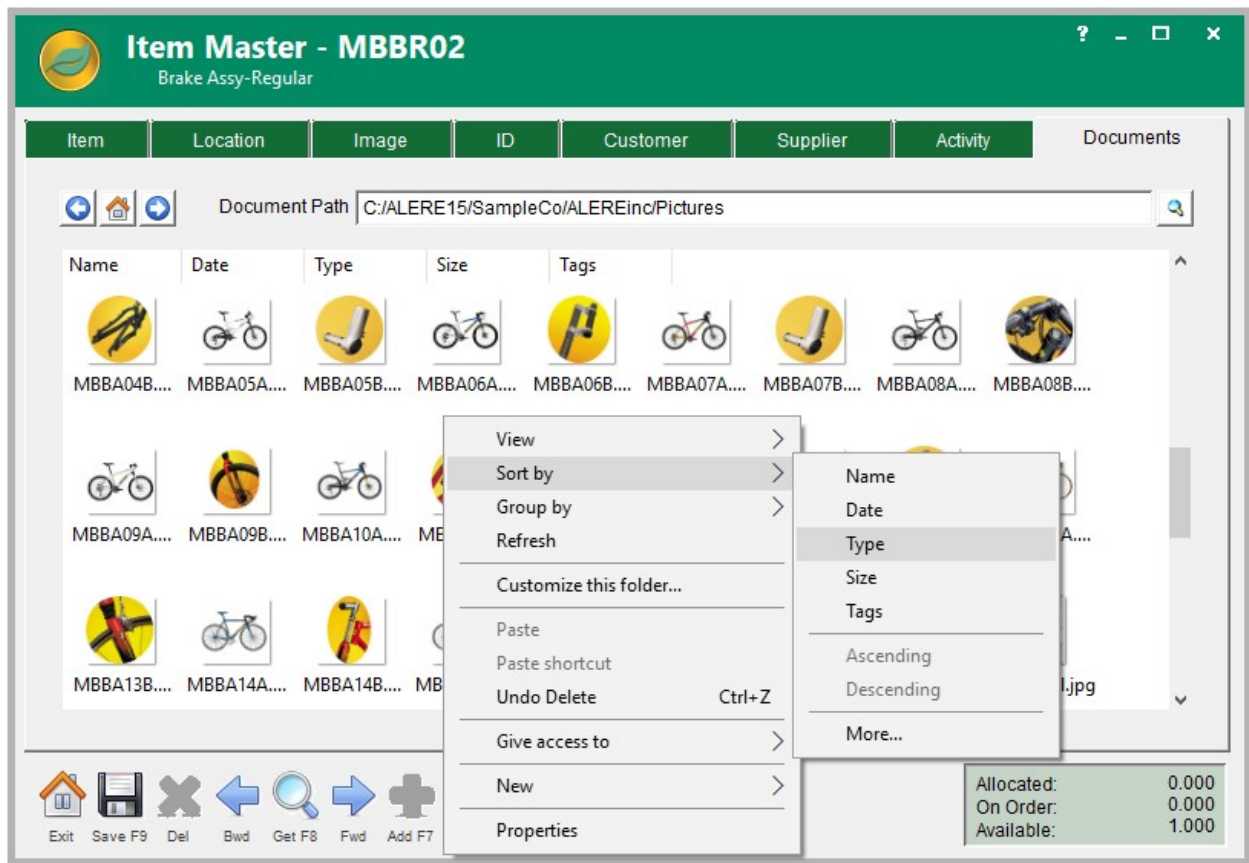 Item Master - MBBR02
? _ x
Brake Assy-Regular
Item Location Image ID Customer Supplier Activity Documents
Document Path C:/ALERE15/SampleCo/ALEREinc/Pictures
Name Date Type Size Tags
MBBA04B.... MBBA05A.... MBBA05B.... MBBA06A.... MBBA06B.... MBBA07A.... MBBA07B.... MBBA08A.... MBBA08B....
MBBA09A.... MBBA09B.... MBBA10A.... MB A....
MBBA13B.... MBBA14A.... MBBA14B.... MB l.jpg
View
Sort by
Group by
Refresh
Customize this folder...
Paste
Paste shortcut
Undo Delete Ctrl+Z
Give access to
New
Properties
Name
Date
Type
Size
Tags
Ascending
Descending
More...
Exit Save F9 Del Bwd Get F8 Fwd Add F7
Allocated: 0.000
On Order: 0.000
Available: 1.000